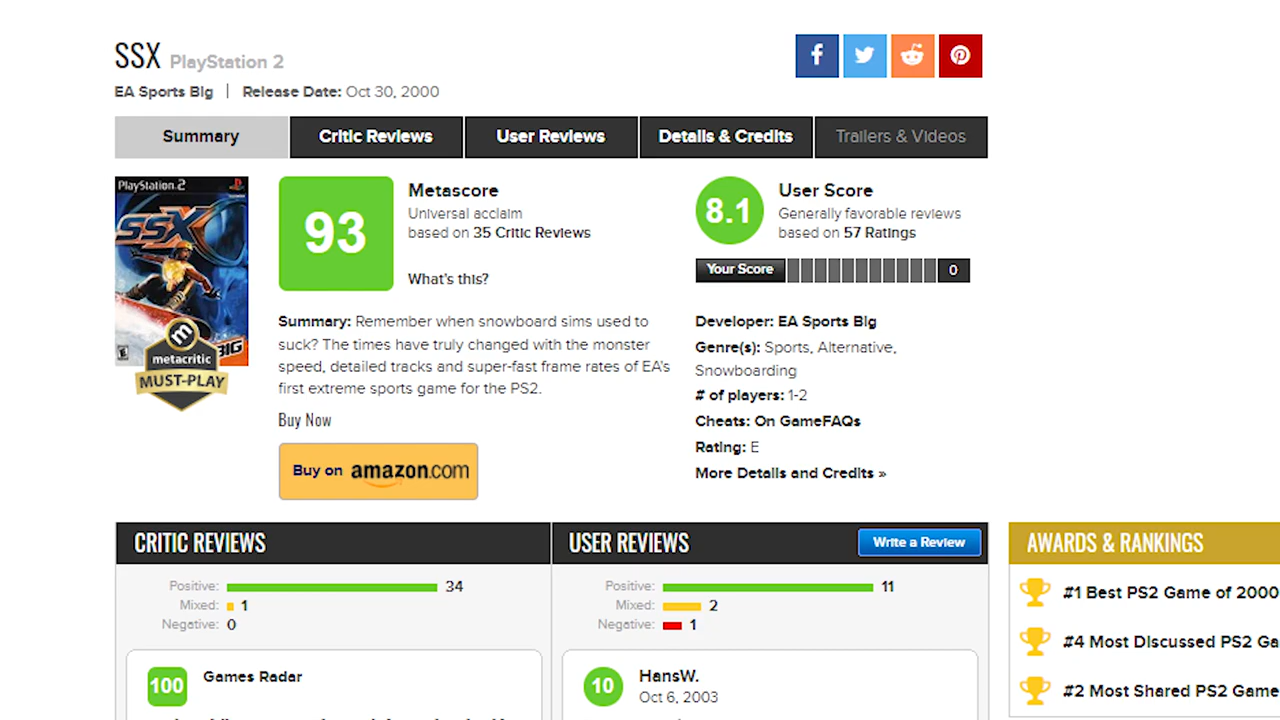 SSX PlayStation 2
EA Sports Big | Release Date: Oct 30, 2000
Summary
Critic Reviews
User Reviews
Details & Credits
Trailers & Videos
PlayStation.2
SSX
metacritic
MUST-PLAY
BIG
E
93
Metascore
Universal acclaim
based on 35 Critic Reviews
What's this?
Summary: Remember when snowboard sims used to
suck? The times have truly changed with the monster
speed, detailed tracks and super-fast frame rates of EA's
first extreme sports game for the PS2.
Buy Now
Buy on amazon.com
8.1
User Score
Generally favorable reviews
based on 57 Ratings
Your Score
0
Developer: EA Sports Big
Genre(s): Sports, Alternative,
Snowboarding
# of players: 1-2
Cheats: On GameFAQs
Rating: E
More Details and Credits »
CRITIC REVIEWS
Positive: 34
Mixed: 1
Negative: 0
100
Games Radar
USER REVIEWS
Write a Review
Positive: 11
Mixed: 2
Negative: 1
10
HansW.
Oct 6, 2003
AWARDS & RANKINGS
#1 Best PS2 Game of 2000
#4 Most Discussed PS2 Ga
#2 Most Shared PS2 Game